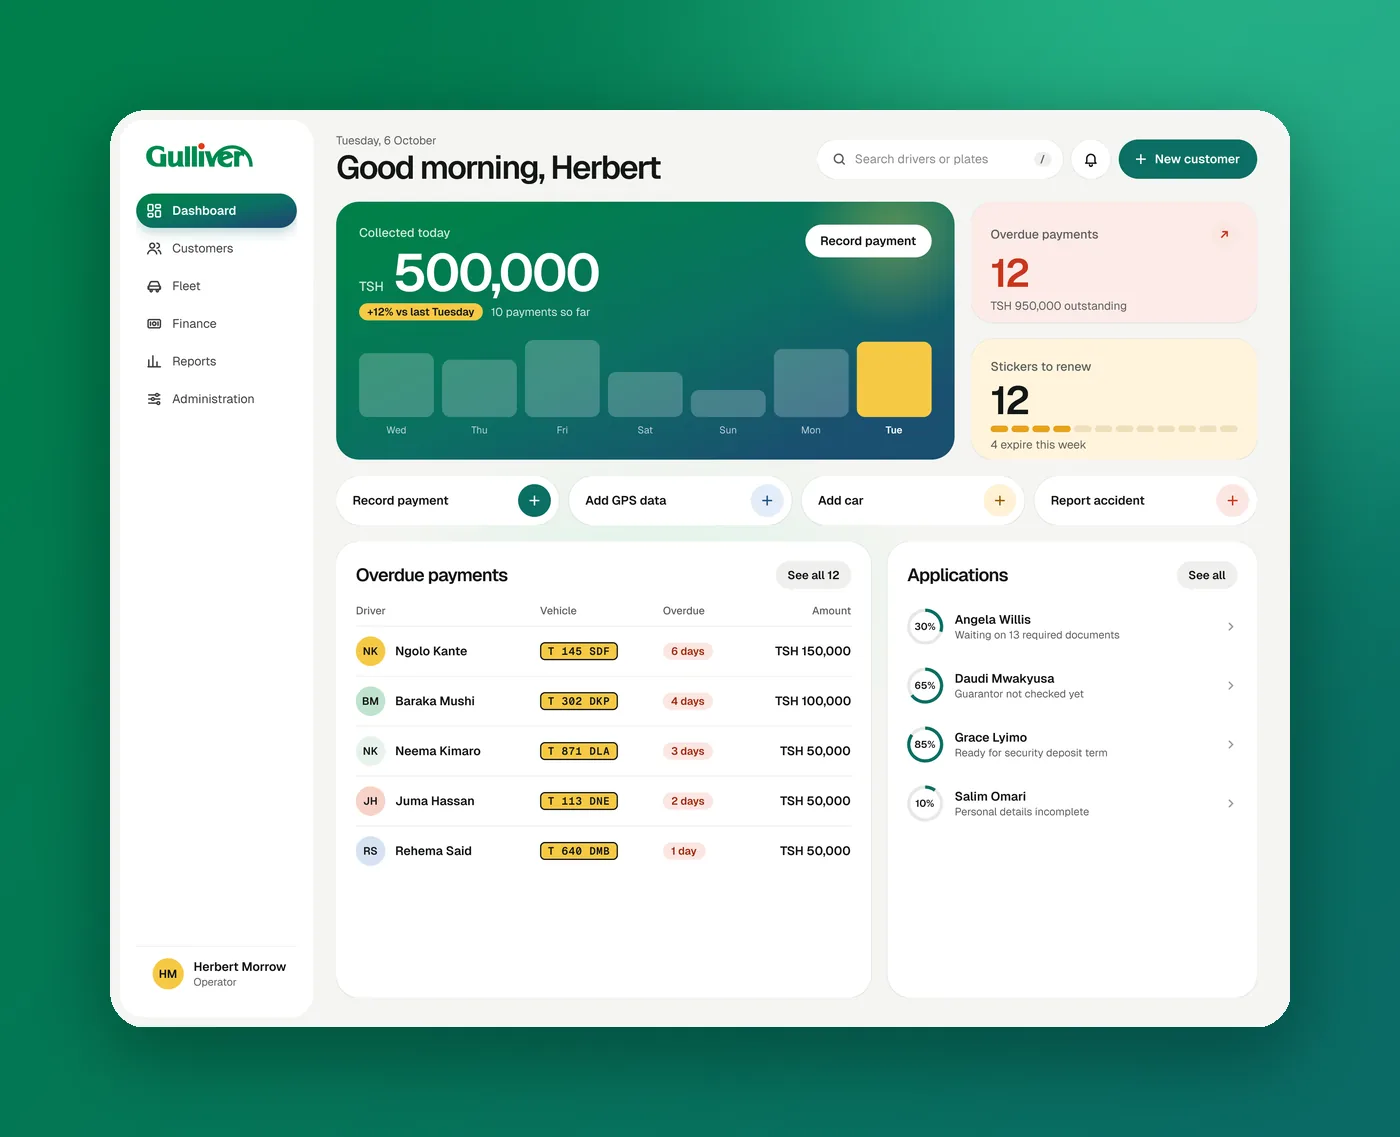 Gulliver
Dashboard
Customers
Fleet
Finance
Reports
Administration
HM
Herbert Morrow
Operator
Tuesday, 6 October
Good morning, Herbert
Search drivers or plates
/
+ New customer
Collected today
TSH 500,000
+12% vs last Tuesday
10 payments so far
Record payment
Wed
Thu
Fri
Sat
Sun
Mon
Tue
Overdue payments
12
TSH 950,000 outstanding
Stickers to renew
12
4 expire this week
Record payment
Add GPS data
Add car
Report accident
Overdue payments
See all 12
Driver Vehicle Overdue Amount
NK Ngolo Kante T 145 SDF 6 days TSH 150,000
BM Baraka Mushi T 302 DKP 4 days TSH 100,000
NK Neema Kimaro T 871 DLA 3 days TSH 50,000
JH Juma Hassan T 113 DNE 2 days TSH 50,000
RS Rehema Said T 640 DMB 1 day TSH 50,000
Applications
See all
30%
Angela Willis
Waiting on 13 required documents
65%
Daudi Mwakyusa
Guarantor not checked yet
85%
Grace Lyimo
Ready for security deposit term
10%
Salim Omari
Personal details incomplete